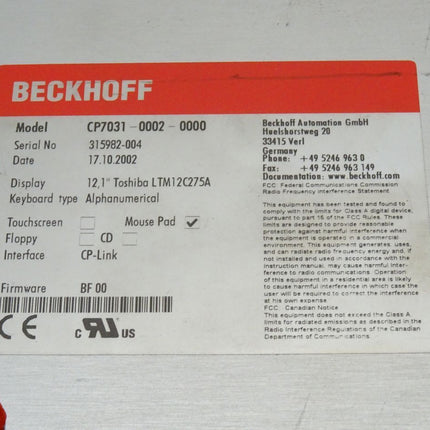 BECKHOFF
Model CP7031-0002-0000
Serial No 315982-004
Date 17.10.2002
Display 12,1" Toshiba LTM12C275A
Keyboard type Alphanumerical
Touchscreen Mouse Pad ✓
Floppy CD
Interface CP-Link
Firmware BF 00
CE c RU us
Beckhoff Automation GmbH
Huelshorstweg 20
33415 Verl
Germany
Phone: +49 5246 963 0
Fax: +49 5246 963 149
Documentation: www.beckhoff.com
FCC Federal Communications Commission
Radio Frequency Interference Statement
This equipment has been tested and found to
comply with the limits for Class A digital device,
pursuant to part 15 of the FCC Rules. These
limits are designed to provide reasonable
protection against harmful interference when
the equipment is operated in a commercial
environment. This equipment generates, uses,
and can radiate radio frequency energy and, if
not installed and used in accordance with the
instruction manual, may cause harmful Inter-
ference to radio communications. Operation
of this equipment in a residential area is likely
to cause harmful interference in which case the
user will be required to correct the interference
at his own expense
FCC Canadian Notice
This equipment does not exceed the Class A
limits for radiated emissions as described by the
Radio Interference Regulations of the Canadian
Department of Communications.